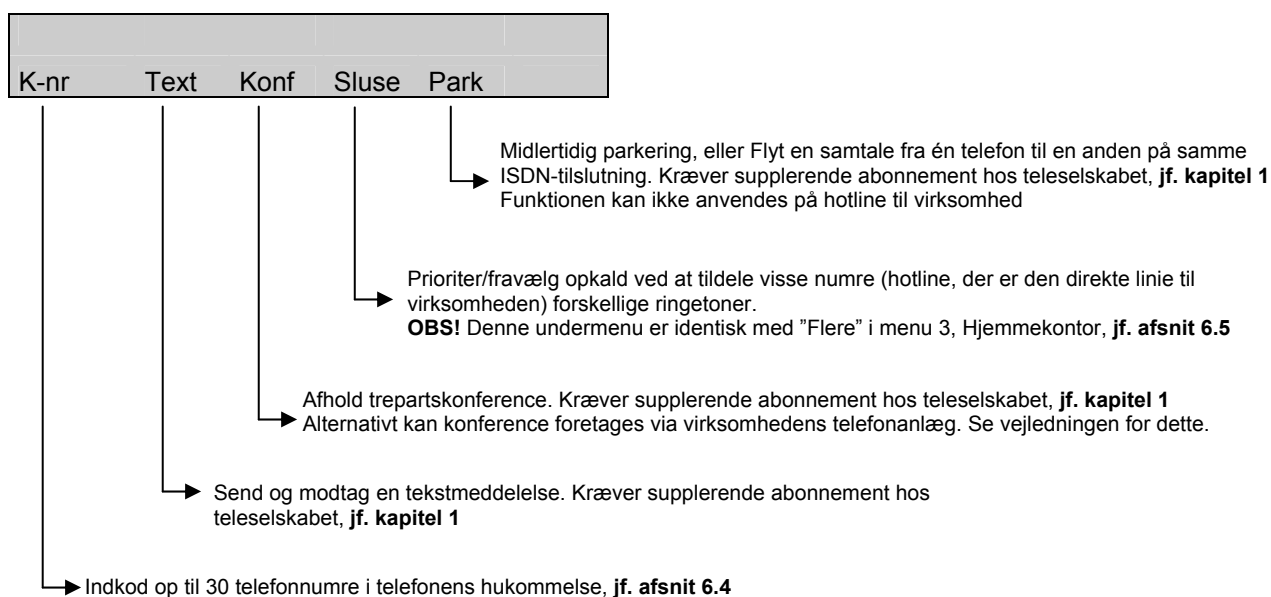 K-nr Text Konf Sluse Park
Midlertidig parkering, eller Flyt en samtale fra én telefon til en anden på samme
ISDN-tilslutning. Kræver supplerende abonnement hos teleselskabet, jf. kapitel 1
Funktionen kan ikke anvendes på hotline til virksomhed
Prioriter/fravælg opkald ved at tildele visse numre (hotline, der er den direkte linie til
virksomheden) forskellige ringetoner.
OBS! Denne undermenu er identisk med ”Flere” i menu 3, Hjemmekontor, jf. afsnit 6.5
Afhold trepartskonference. Kræver supplerende abonnement hos teleselskabet, jf. kapitel 1
Alternativt kan konference foretages via virksomhedens telefonanlæg. Se vejledningen for dette.
Send og modtag en tekstmeddelelse. Kræver supplerende abonnement hos
teleselskabet, jf. kapitel 1
Indkod op til 30 telefonnumre i telefonens hukommelse, jf. afsnit 6.4